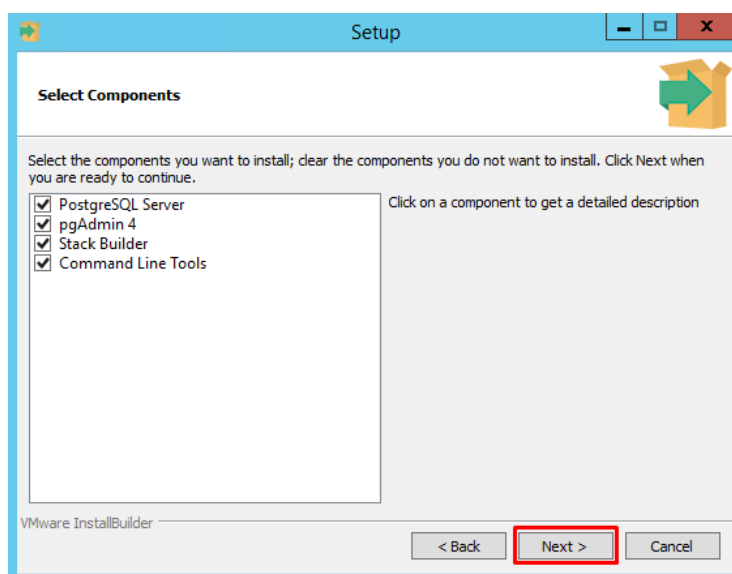 Setup
Select Components
Select the components you want to install; clear the components you do not want to install. Click Next when
you are ready to continue.
PostgreSQL Server
pgAdmin 4
Stack Builder
Command Line Tools
Click on a component to get a detailed description
VMware InstallBuilder
< Back
Next >
Cancel